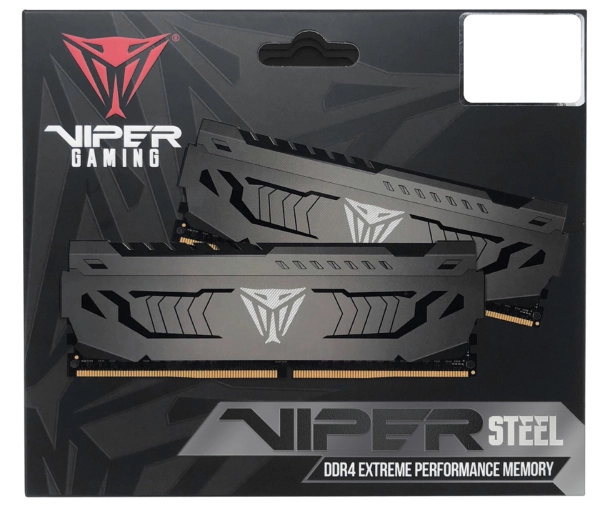 ®
VIPER
GAMING
VIPER STEEL
DDR4 EXTREME PERFORMANCE MEMORY